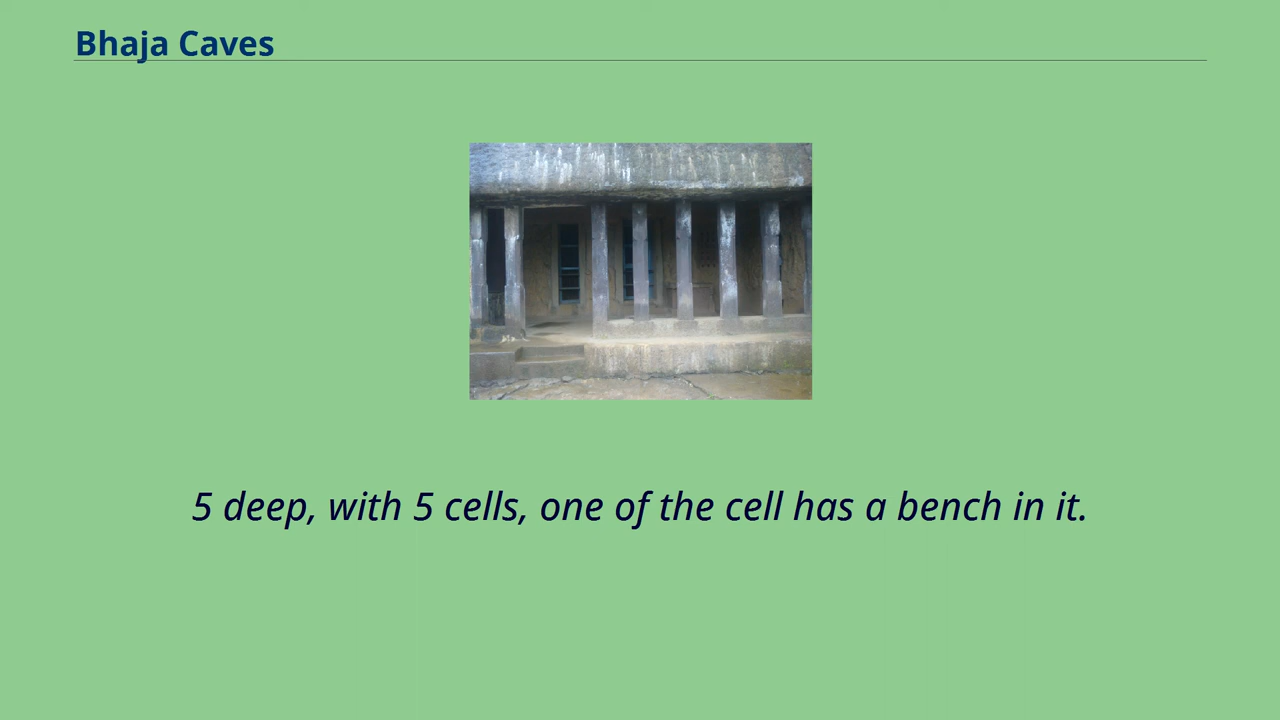 Bhaja Caves
5 deep, with 5 cells, one of the cell has a bench in it.